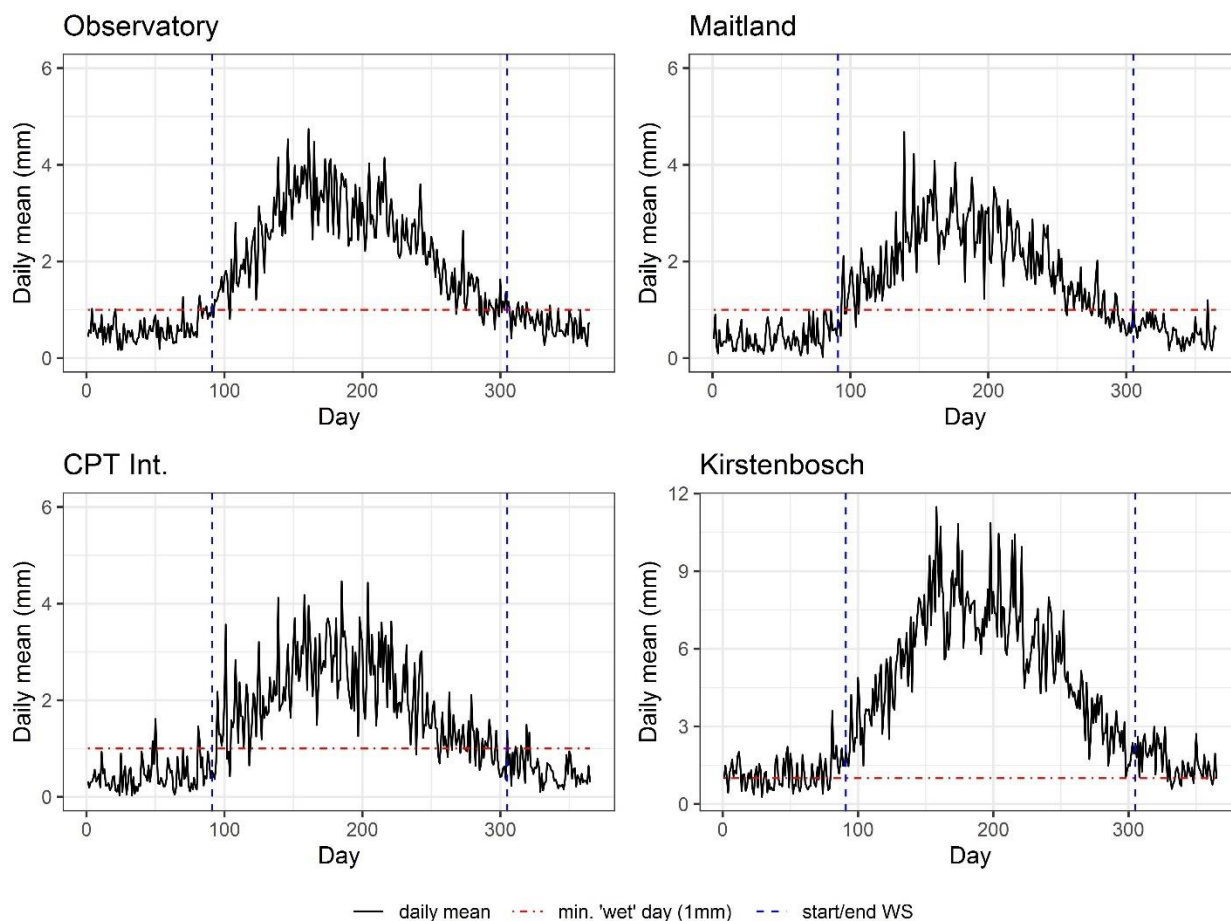 Observatory
Maitland
Daily mean (mm)
6
4
2
0
0 100 200 300
Day
Daily mean (mm)
6
4
2
0
0 100 200 300
Day
CPT Int.
Kirstenbosch
Daily mean (mm)
6
4
2
0
0 100 200 300
Day
Daily mean (mm)
12
9
6
3
0
0 100 200 300
Day
daily mean min. 'wet' day (1mm) start/end WS